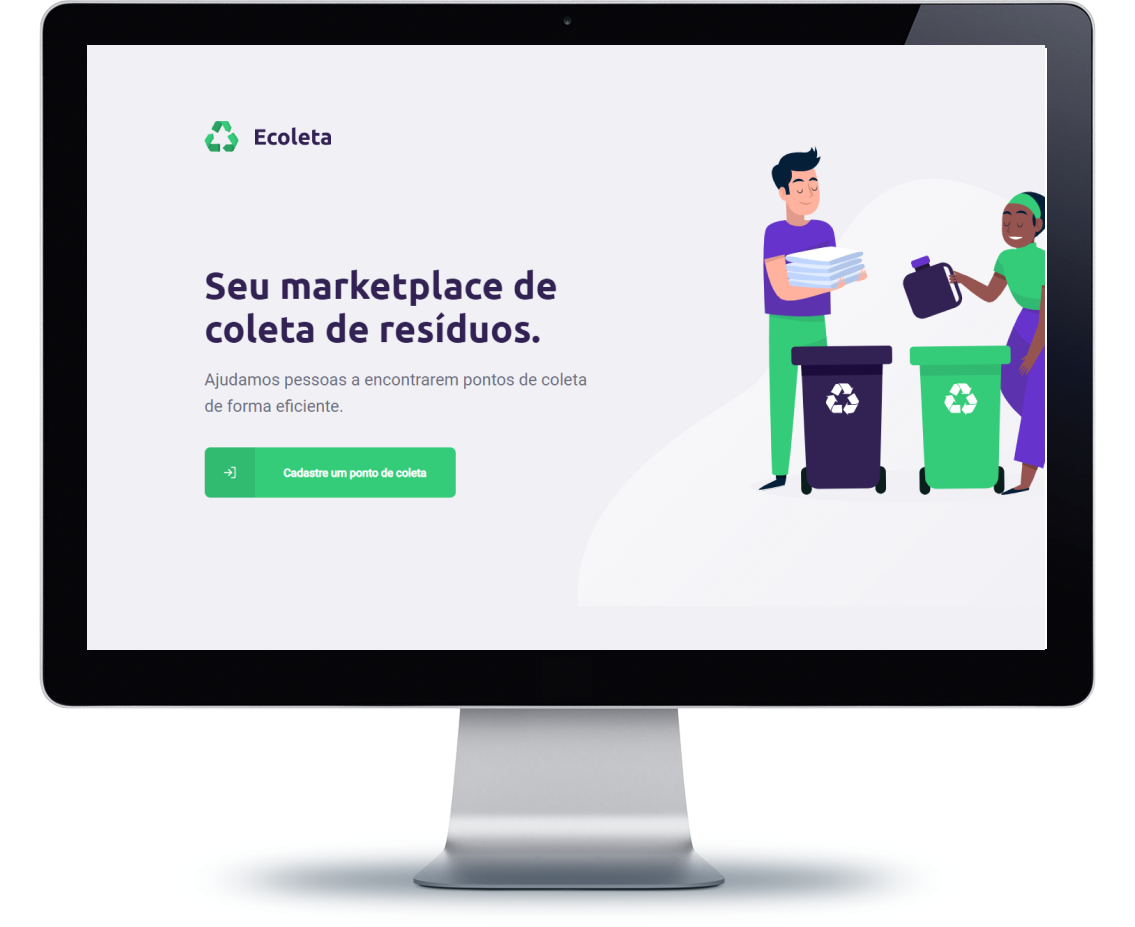 Ecoleta
Seu marketplace de
coleta de resíduos.
Ajudamos pessoas a encontrarem pontos de coleta
de forma eficiente.
Cadastre um ponto de coleta